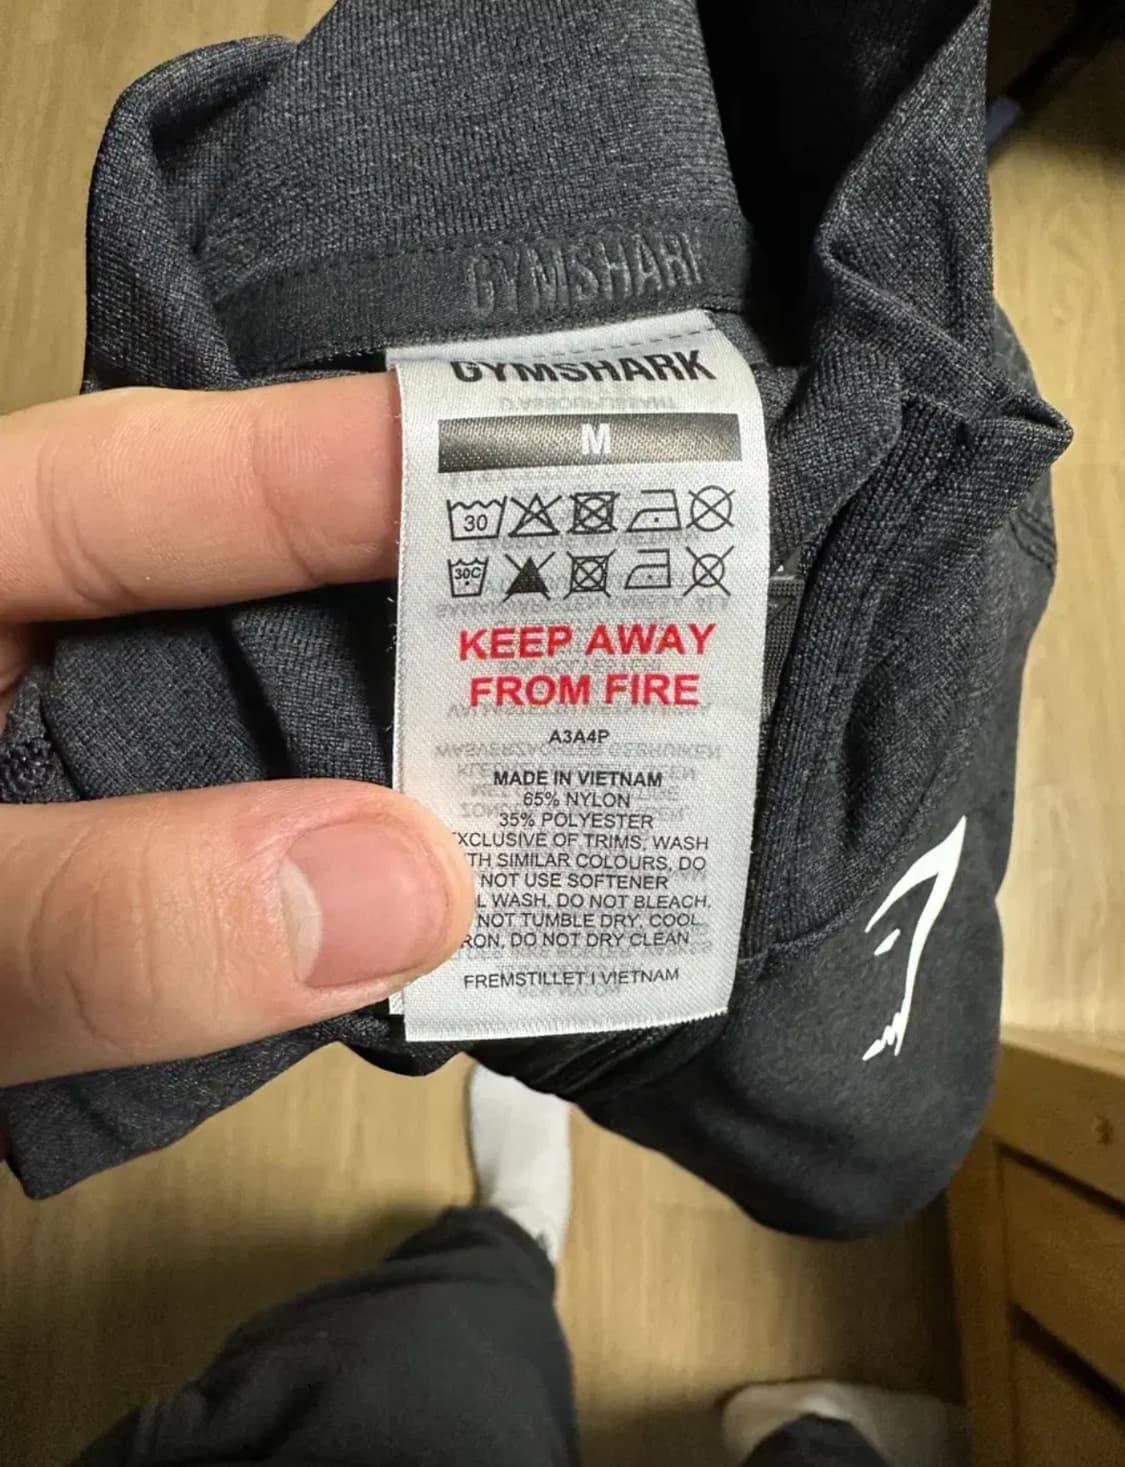 GYMSHARK
GYMSHARK
M
30
30C
KEEP AWAY
FROM FIRE
A3A4P
MADE IN VIETNAM
65% NYLON
35% POLYESTER
XCLUSIVE OF TRIMS, WASH
TH SIMILAR COLOURS, DO
NOT USE SOFTENER
L WASH, DO NOT BLEACH,
NOT TUMBLE DRY, COOL
RON, DO NOT DRY CLEAN
FREMSTILLET I VIETNAM